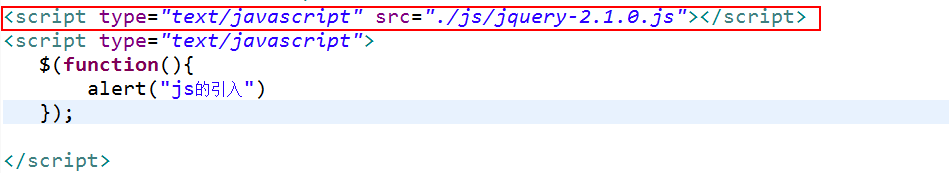 <script type="text/javascript" src="./js/jquery-2.1.0.js"></script>
<script type="text/javascript">
$(function(){
alert("js的引入")
});
</script>